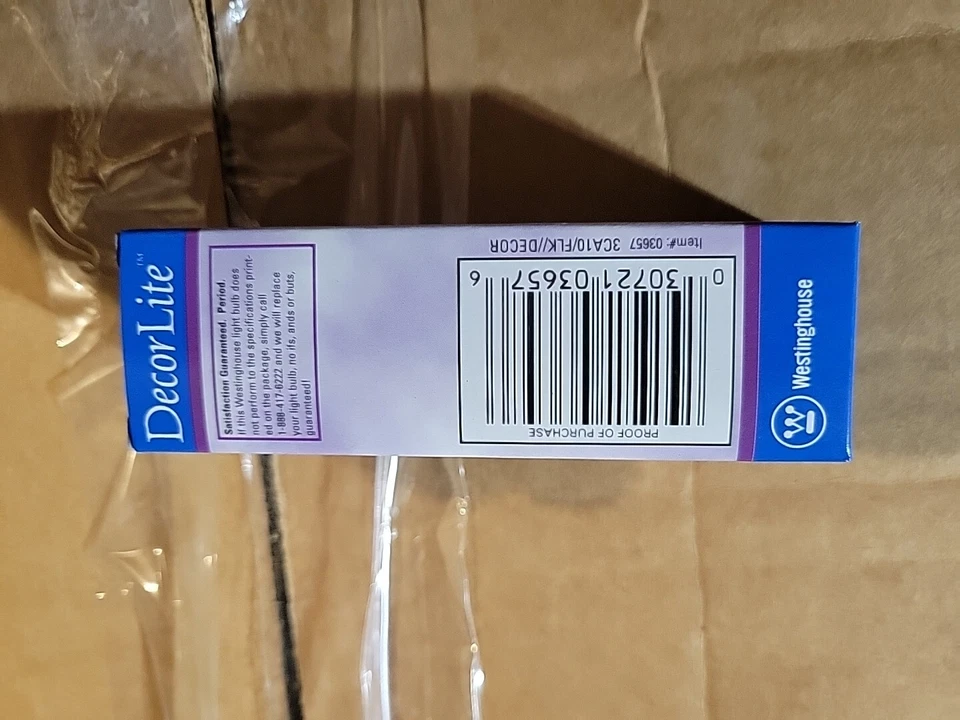 DecorLite™
Satisfaction Guaranteed. Period.
If this Westinghouse light bulb does
not perform to the specifications print-
ed on the package, simply call
1-888-417-6222 and we will replace
your light bulb, no ifs, ands or buts,
guaranteed!
Item#: 03657 3CA10/FLK//DECOR
0 30721 03657 6
PROOF OF PURCHASE
W Westinghouse